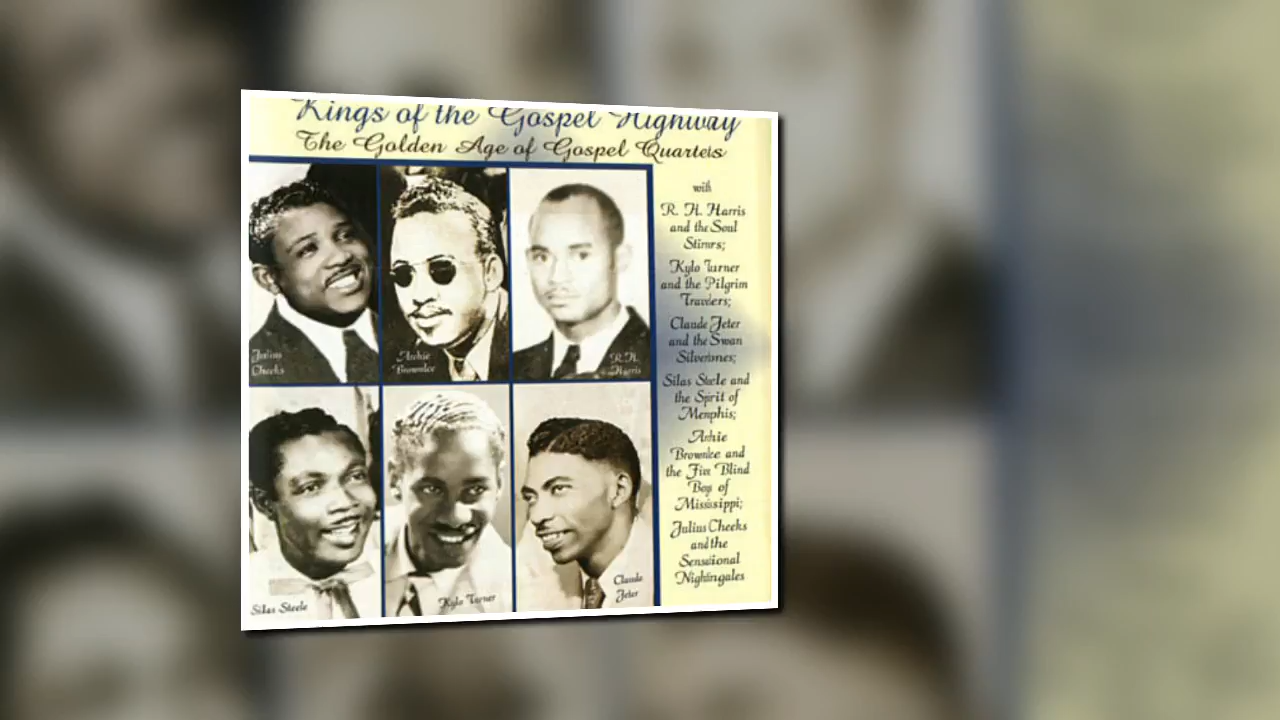 Kings of the Gospel Highway
The Golden Age of Gospel Quartets
with
R. H. Harris
and the Soul
Stirrers;
Kylo Turner
and the Pilgrim
Travelers;
Claude Jeter
and the Swan
Silvertones;
Silas Steele and
the Spirit of
Memphis;
Archie
Brownlee and
the Five Blind
Boys of
Mississippi;
Julius Cheeks
and the
Sensational
Nightingales
Julius
Cheeks
Archie
Brownlee
R.H.
Harris
Silas Steele
Kylo Turner
Claude
Jeter